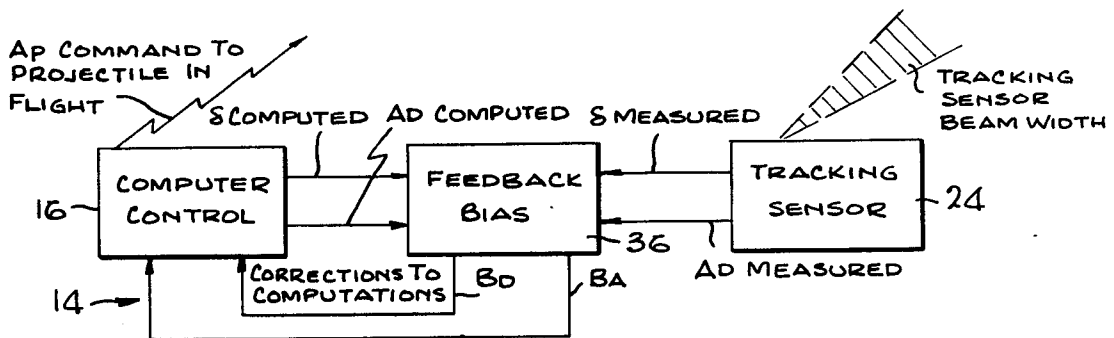 AP COMMAND TO
PROJECTILE IN
FLIGHT
δ COMPUTED
AD COMPUTED
δ MEASURED
TRACKING
SENSOR
BEAM WIDTH
16
COMPUTER
CONTROL
FEEDBACK
BIAS
36
TRACKING
SENSOR
24
AD MEASURED
CORRECTIONS TO
COMPUTATIONS
BD
BA
14